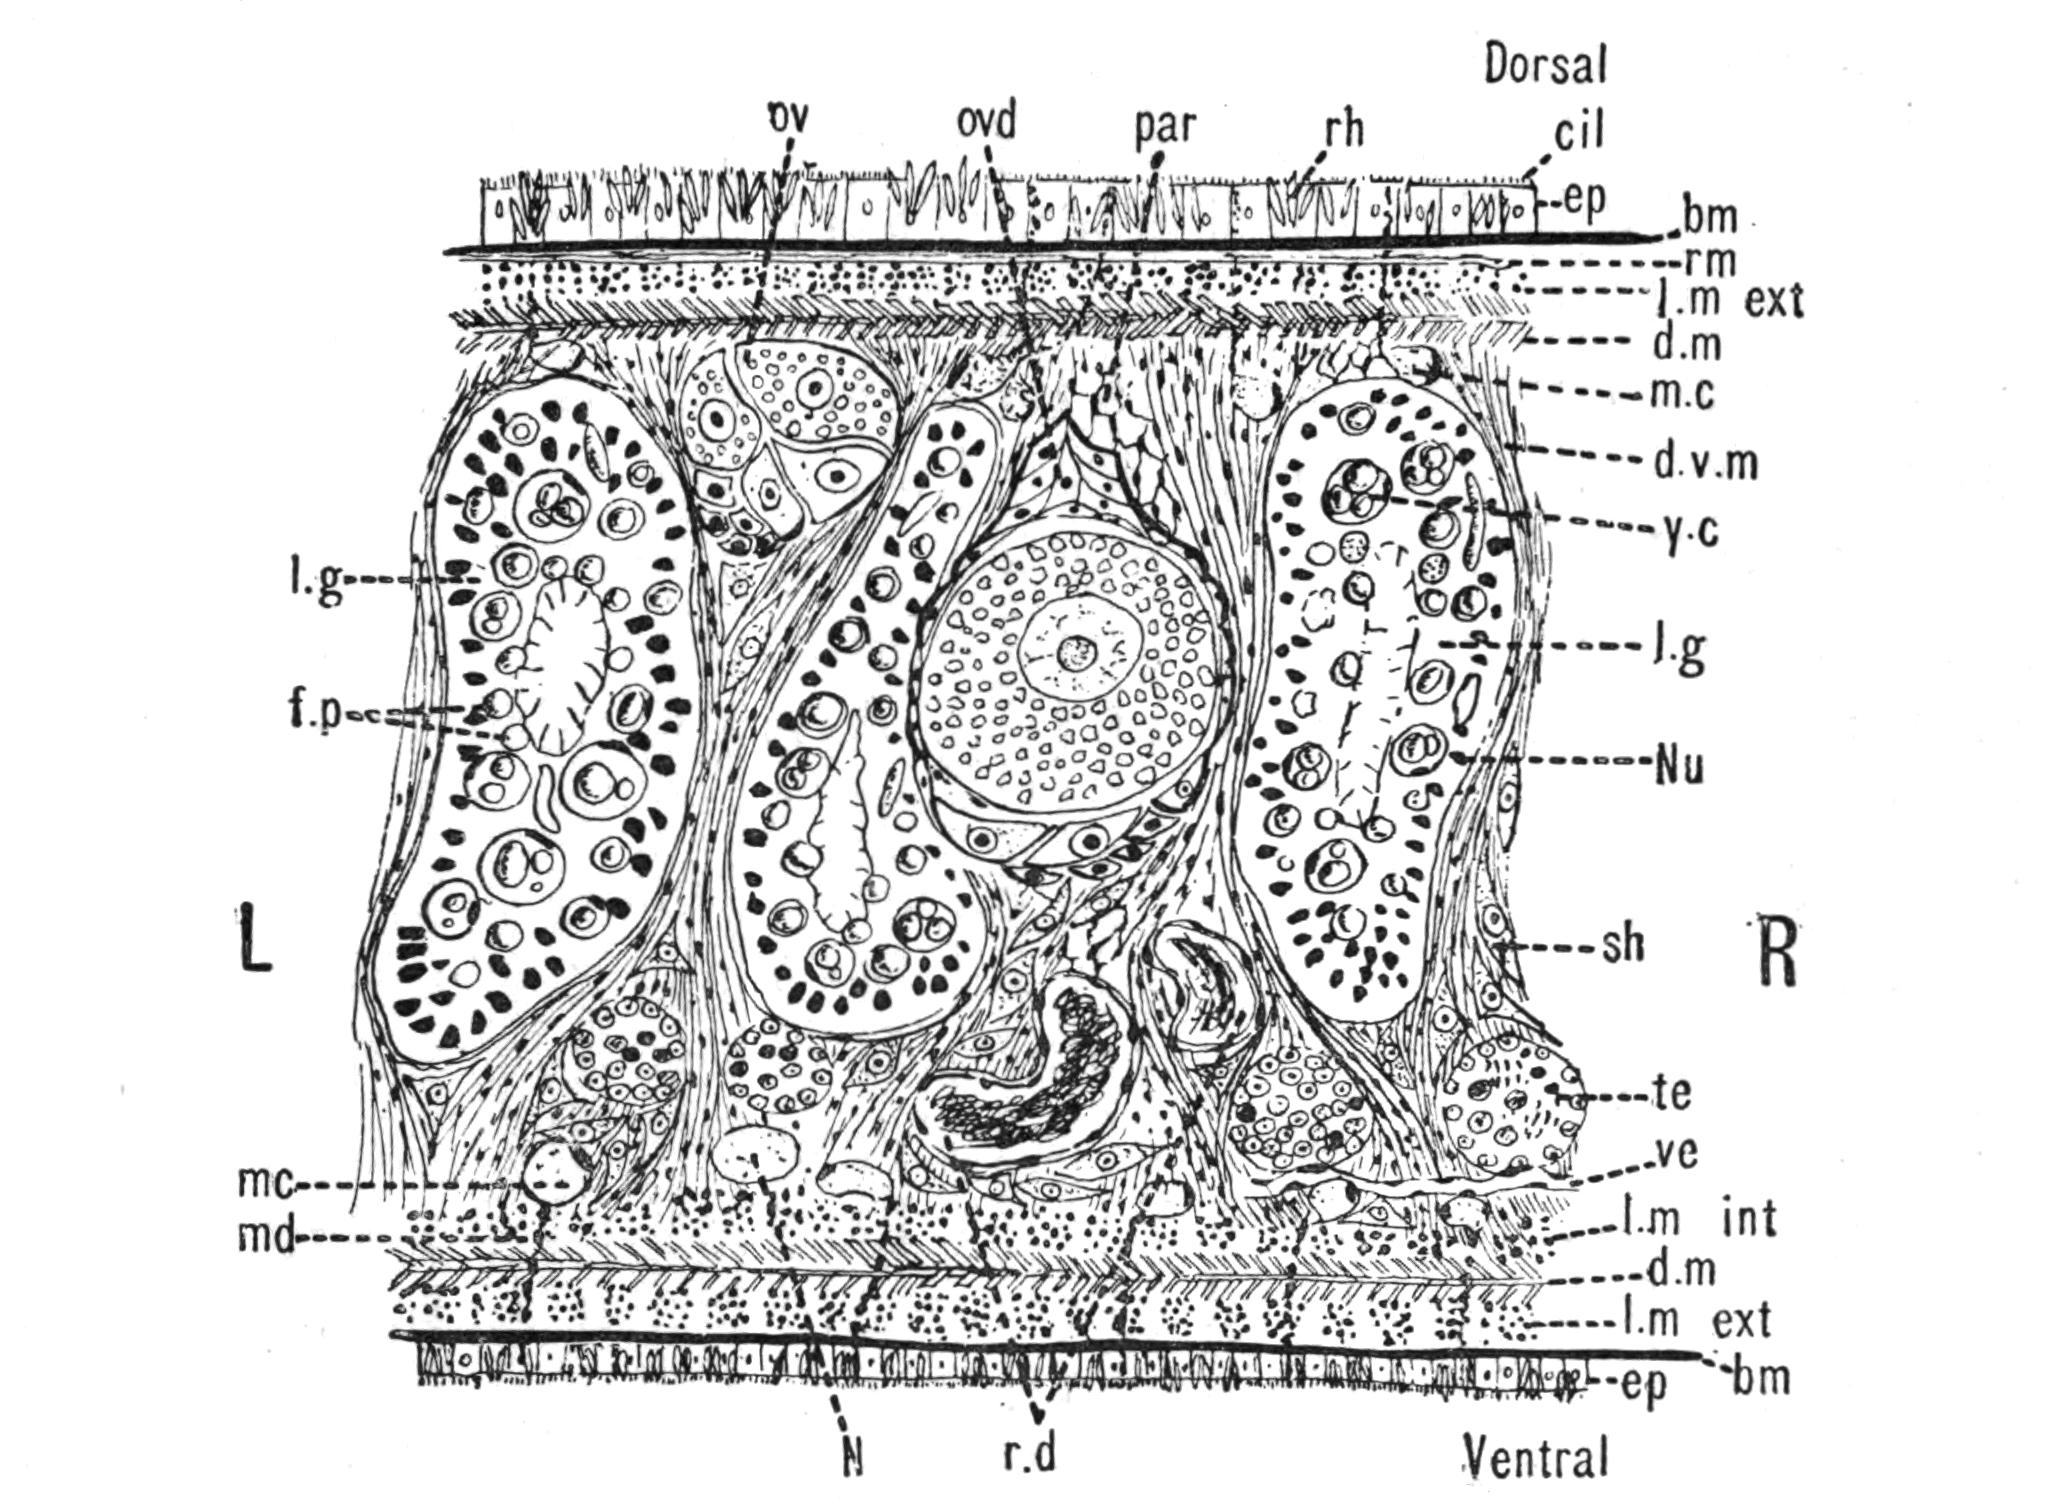 Dorsal
ov
ovd
par
rh
cil
ep
bm
rm
l.m ext
d.m
m.c
d.v.m
y.c
l.g
l.g
f.p
Nu
L
R
sh
te
ve
mc
md
l.m int
d.m
l.m ext
ep
bm
N
r.d
Ventral